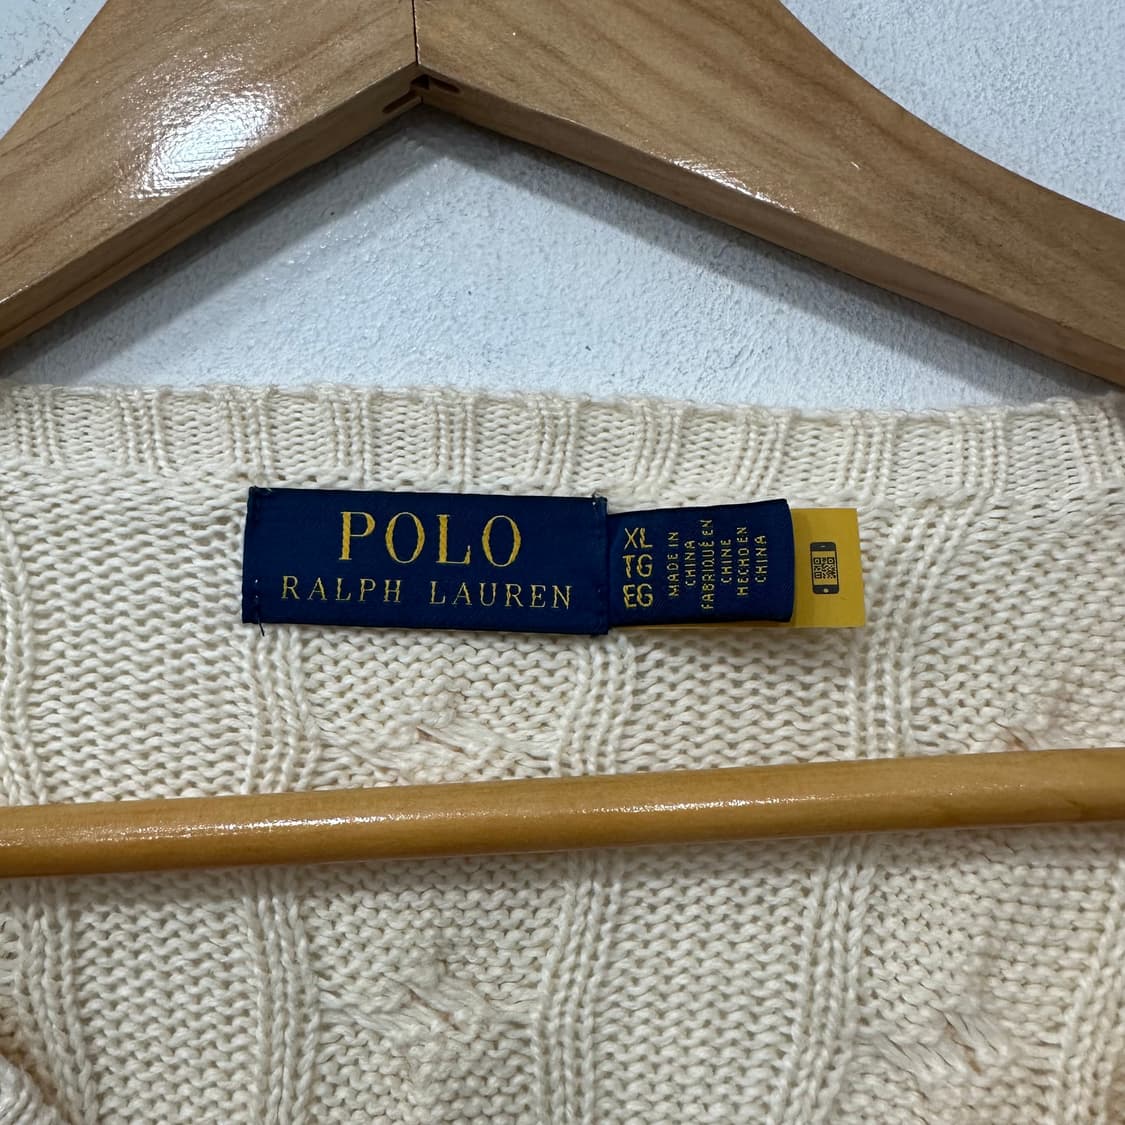 POLO
RALPH LAUREN
XL
TG
EG
MADE IN
CHINA
FABRIQUÉ EN
CHINE
HECHO EN
CHINA